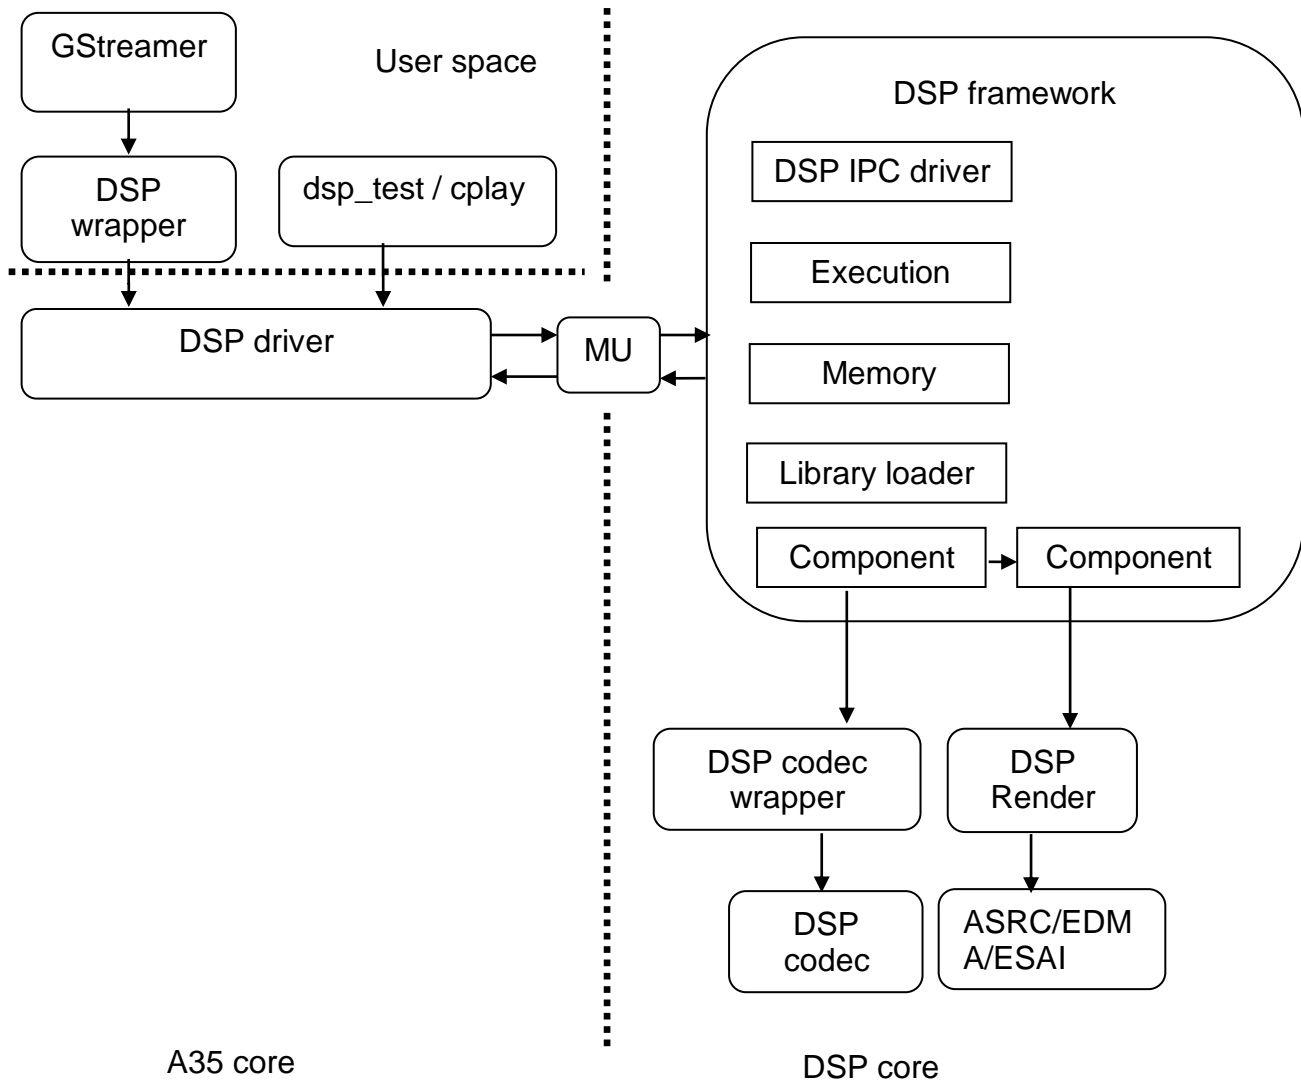 GStreamer
User space
DSP
wrapper
dsp_test / cplay
DSP driver
MU
DSP framework
DSP IPC driver
Execution
Memory
Library loader
Component
Component
DSP codec
wrapper
DSP
Render
DSP
codec
ASRC/EDM
A/ESAI
A35 core
DSP core